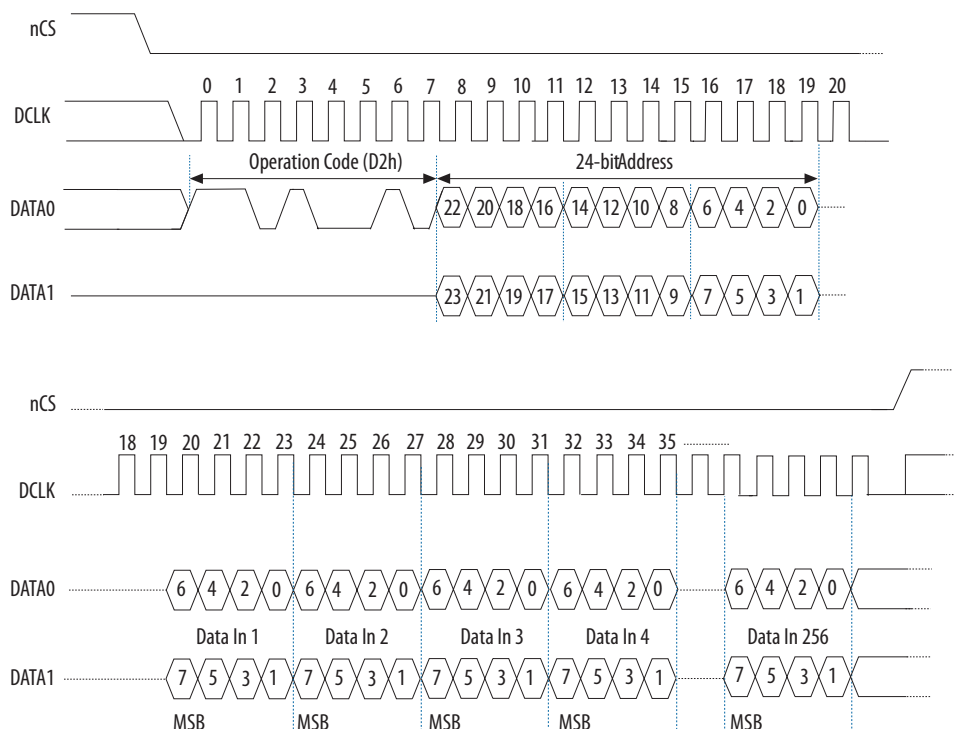 nCS
0 1 2 3 4 5 6 7 8 9 10 11 12 13 14 15 16 17 18 19 20
DCLK
Operation Code (D2h) 24-bitAddress
DATA0 22 20 18 16 14 12 10 8 6 4 2 0
DATA1 23 21 19 17 15 13 11 9 7 5 3 1
nCS
18 19 20 21 22 23 24 25 26 27 28 29 30 31 32 33 34 35
DCLK
DATA0 6 4 2 0 6 4 2 0 6 4 2 0 6 4 2 0 6 4 2 0
Data In 1 Data In 2 Data In 3 Data In 4 Data In 256
DATA1 7 5 3 1 7 5 3 1 7 5 3 1 7 5 3 1 7 5 3 1
MSB MSB MSB MSB MSB